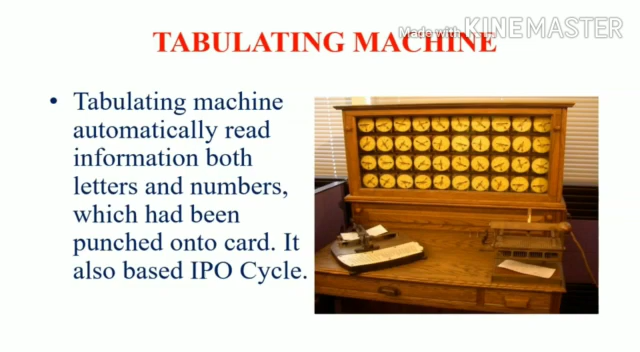 Made with KINEMASTER
TABULATING MACHINE
• Tabulating machine
automatically read
information both
letters and numbers,
which had been
punched onto card. It
also based IPO Cycle.